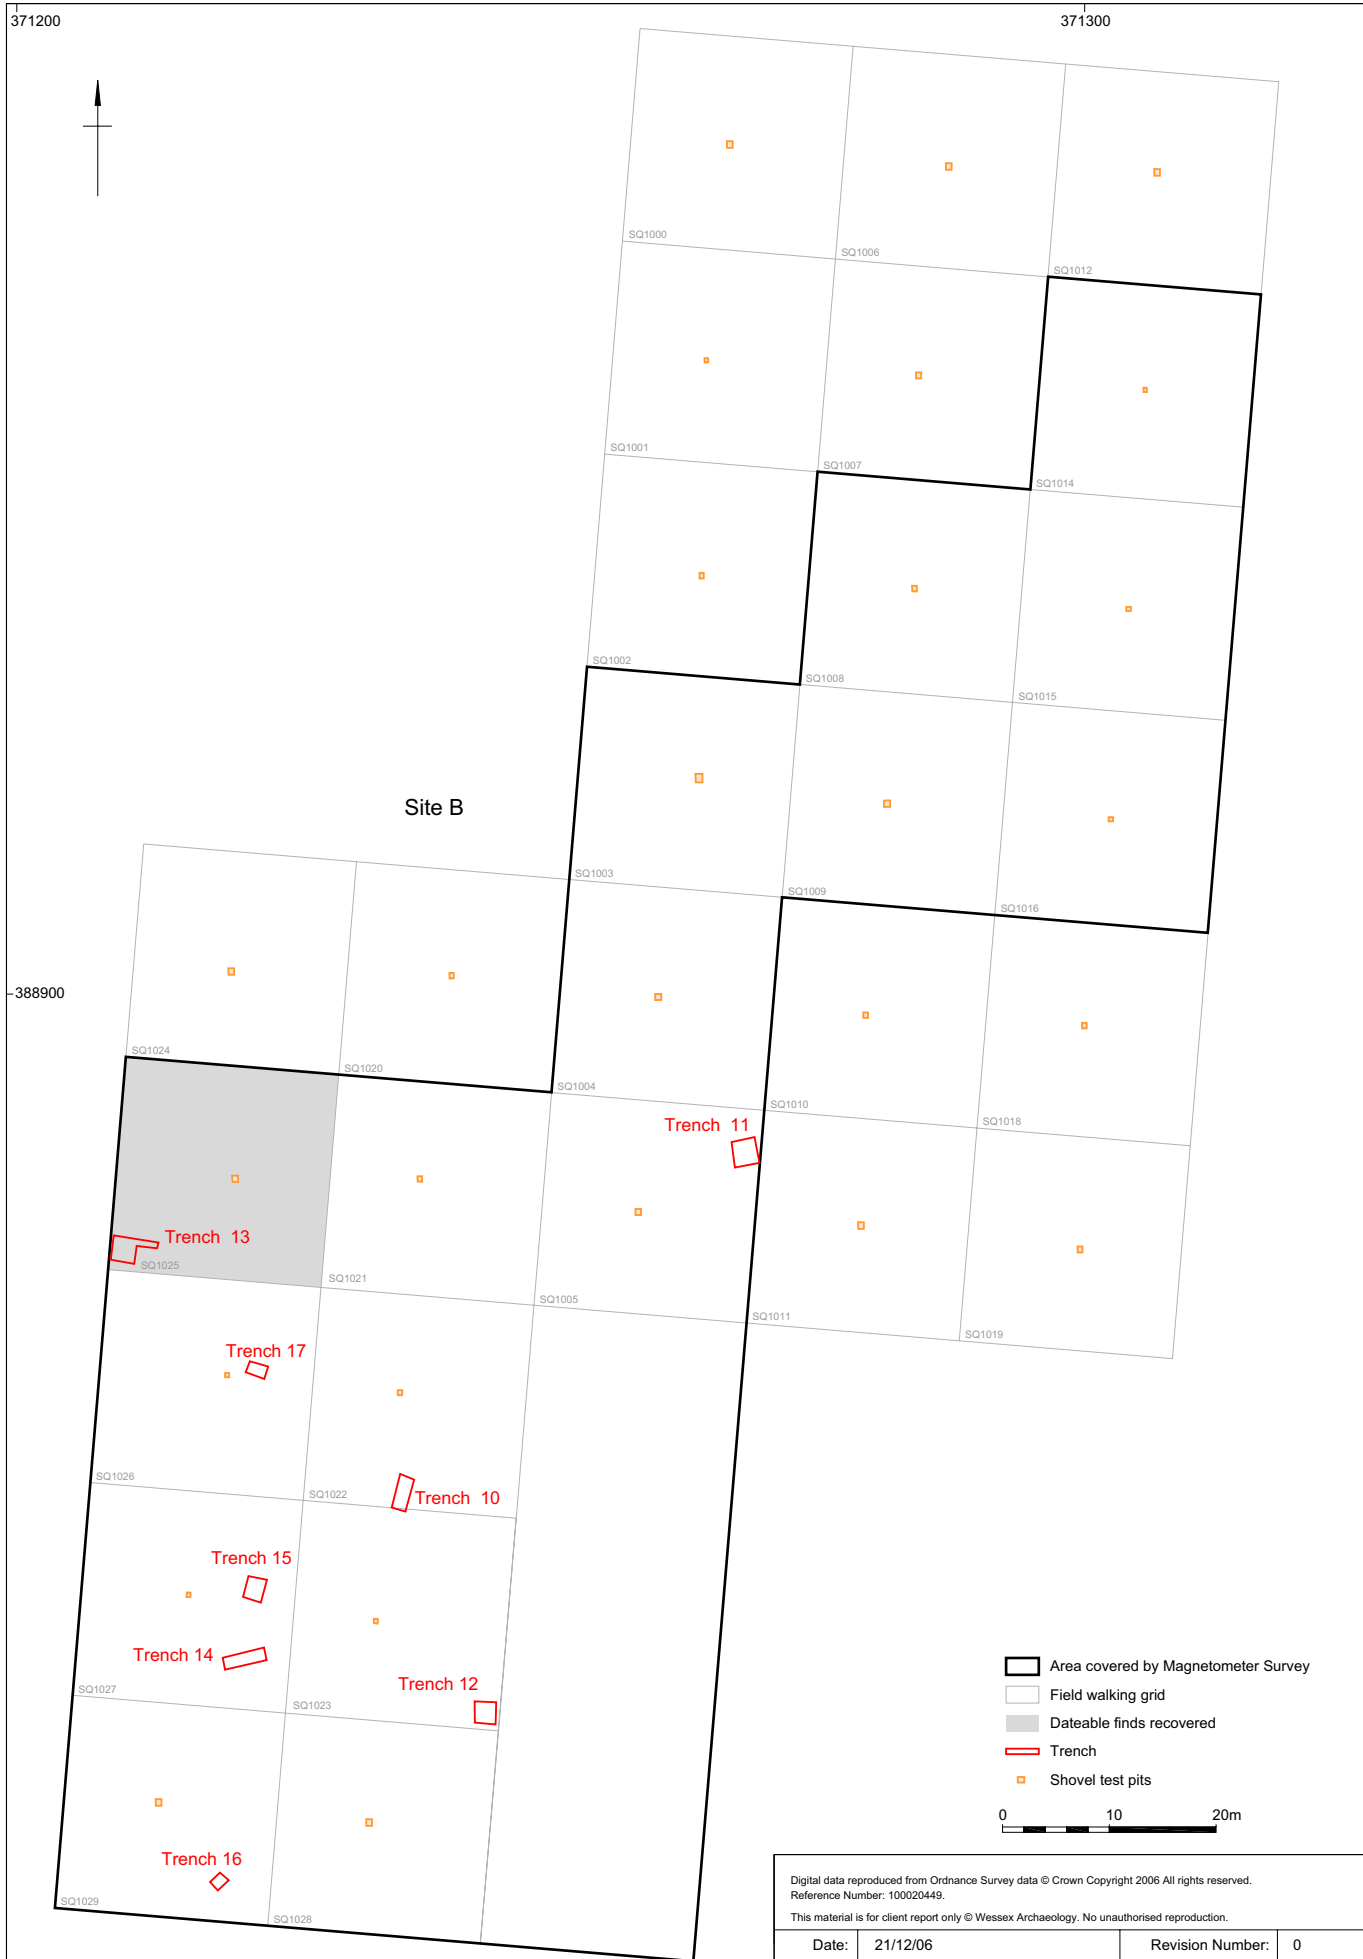 371200
371300
SQ1000
SQ1006
SQ1012
SQ1001
SQ1007
SQ1014
SQ1002
SQ1008
SQ1015
Site B
SQ1003
SQ1009
SQ1016
388900
SQ1024
SQ1020
SQ1004
SQ1010
SQ1018
Trench 11
Trench 13
SQ1025
SQ1021
SQ1005
SQ1011
SQ1019
Trench 17
SQ1026
SQ1022
Trench 10
Trench 15
Trench 14
Trench 12
SQ1027
SQ1023
Trench 16
SQ1029
SQ1028
Area covered by Magnetometer Survey
Field walking grid
Dateable finds recovered
Trench
Shovel test pits
0 10 20m
Digital data reproduced from Ordnance Survey data © Crown Copyright 2006 All rights reserved.
Reference Number: 100020449.
This material is for client report only © Wessex Archaeology. No unauthorised reproduction.
Date: 21/12/06 Revision Number: 0